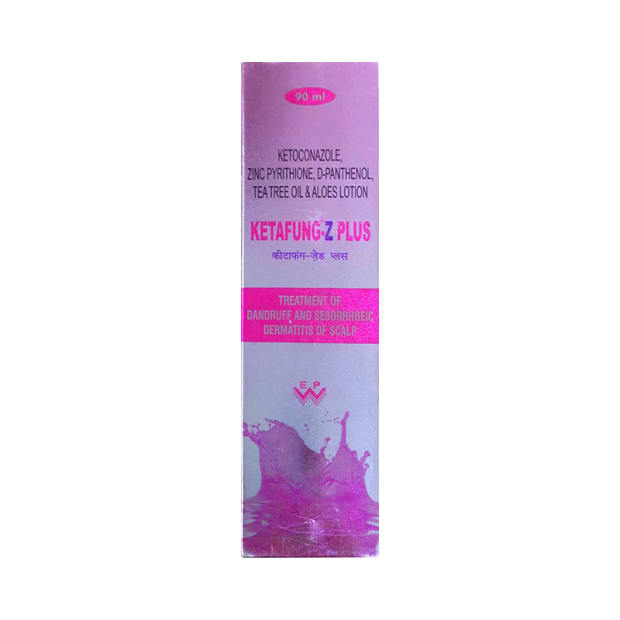 90 ml
KETOCONAZOLE,
ZINC PYRITHIONE, D-PANTHENOL,
TEA TREE OIL & ALOES LOTION
KETAFUNG-Z PLUS
कीटाफंग-ज़ेड प्लस
TREATMENT OF
DANDRUFF AND SEBORRHOEIC
DERMATITIS OF SCALP
E P
W